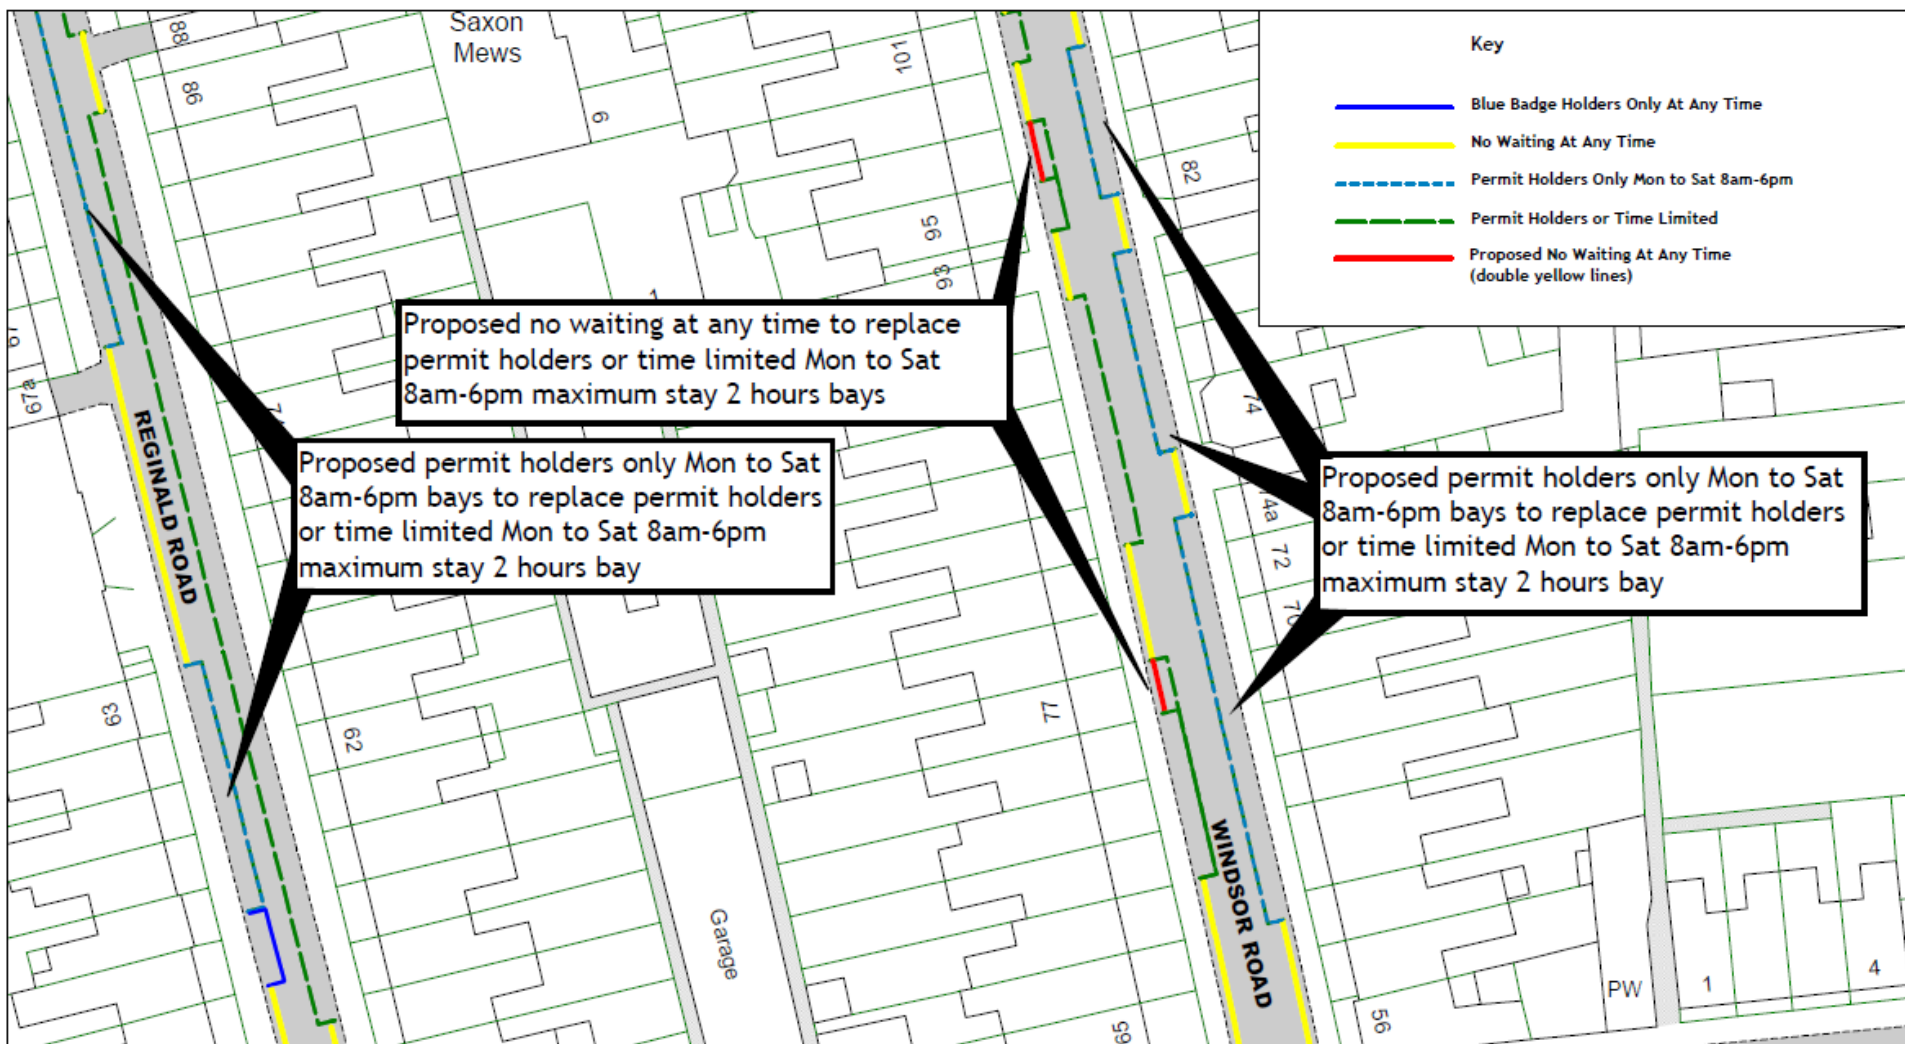 Saxon
Mews
88
86
101
6
82
95
93
1
67a
74
74a
72
70
63
62
77
65
56
Garage
PW
1
4
REGINALD ROAD
WINDSOR ROAD
Key
Blue Badge Holders Only At Any Time
No Waiting At Any Time
Permit Holders Only Mon to Sat 8am-6pm
Permit Holders or Time Limited
Proposed No Waiting At Any Time
(double yellow lines)
Proposed no waiting at any time to replace
permit holders or time limited Mon to Sat
8am-6pm maximum stay 2 hours bays
Proposed permit holders only Mon to Sat
8am-6pm bays to replace permit holders
or time limited Mon to Sat 8am-6pm
maximum stay 2 hours bay
Proposed permit holders only Mon to Sat
8am-6pm bays to replace permit holders
or time limited Mon to Sat 8am-6pm
maximum stay 2 hours bay